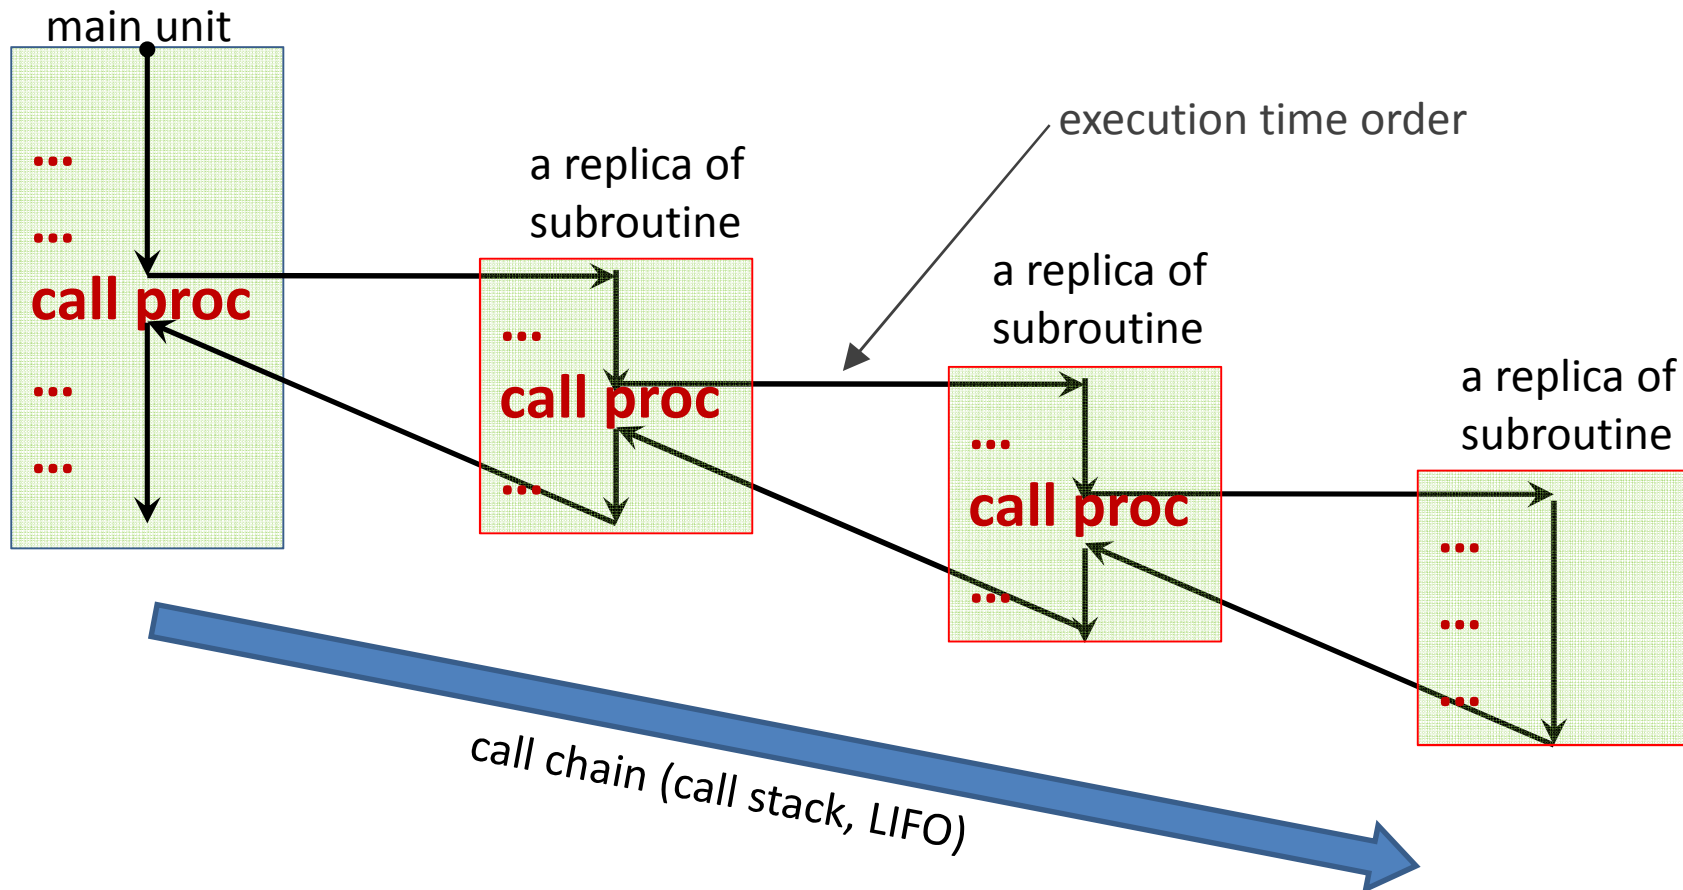 main unit
...
...
call proc
...
...
a replica of
subroutine
...
call proc
...
execution time order
a replica of
subroutine
...
call proc
...
a replica of
subroutine
...
...
...
call chain (call stack, LIFO)